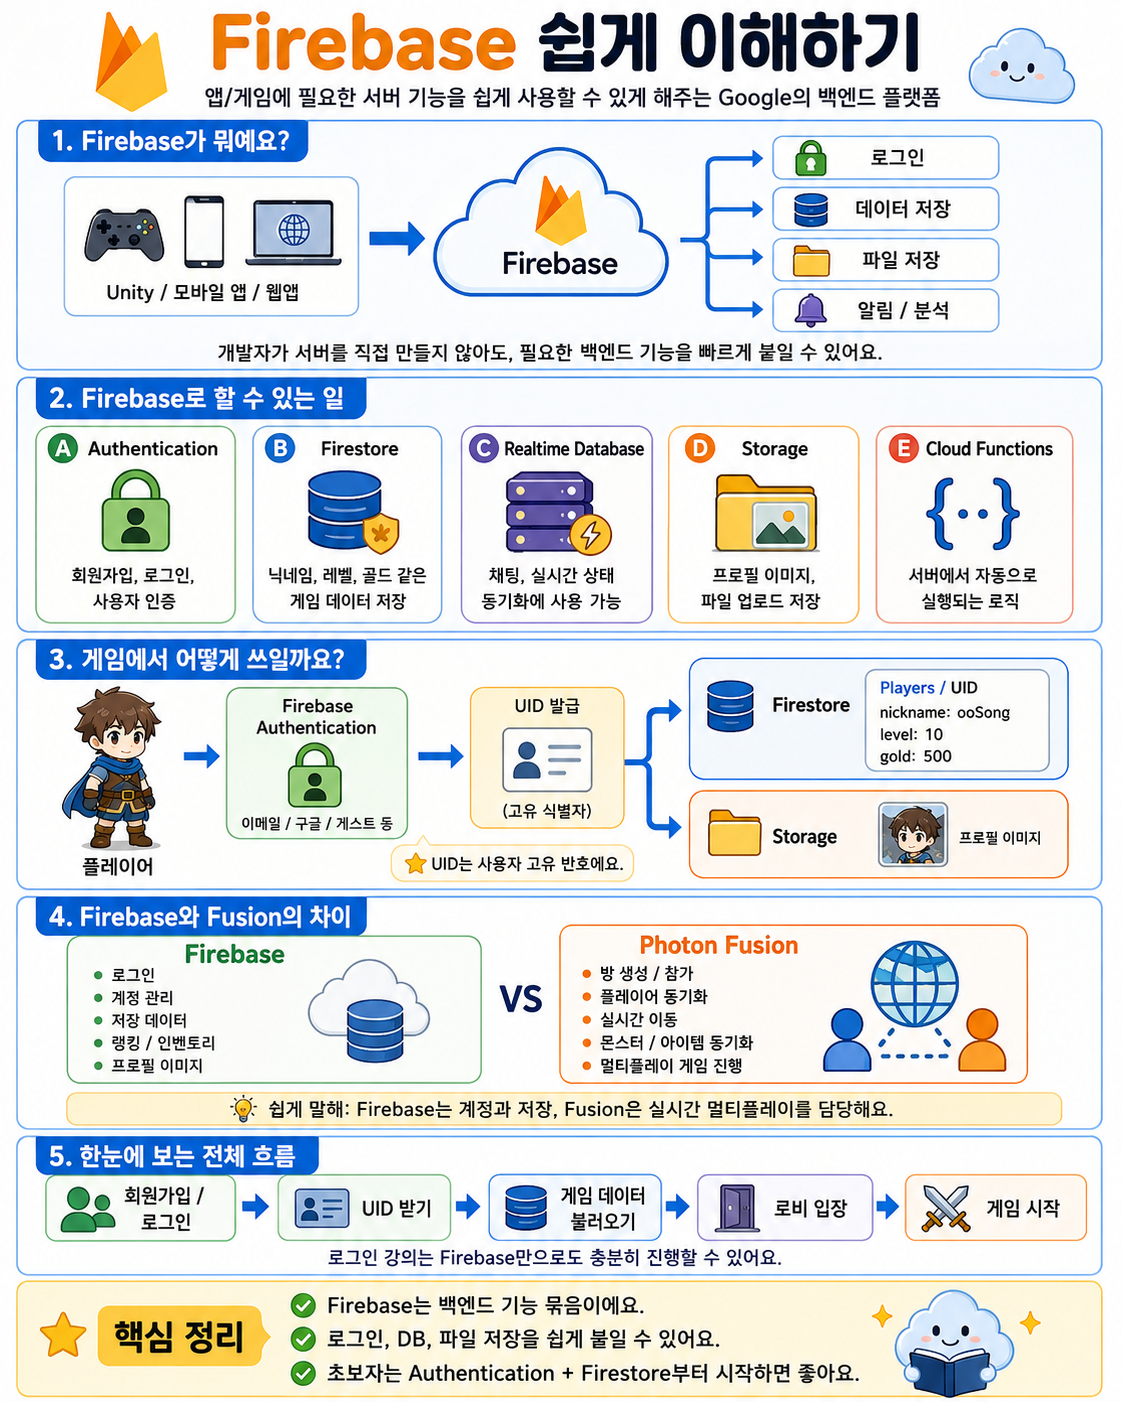 Firebase 쉽게 이해하기
앱/게임에 필요한 서버 기능을 쉽게 사용할 수 있게 해주는 Google의 백엔드 플랫폼
1. Firebase가 뭐예요?
Unity / 모바일 앱 / 웹앱
Firebase
로그인
데이터 저장
파일 저장
알림 / 분석
개발자가 서버를 직접 만들지 않아도, 필요한 백엔드 기능을 빠르게 붙일 수 있어요.
2. Firebase로 할 수 있는 일
A Authentication
회원자입, 로그인,
사용자 인증
B Firestore
닉네임, 레벨, 골드 같은
게임 데이터 저장
C Realtime Database
채팅, 실시간 상태
동기화에 사용 가능
D Storage
프로필 이미지,
파일 업로드 저장
E Cloud Functions
서버에서 자동으로
실행되는 로직
3. 게임에서 어떻게 쓰일까요?
플레이어
Firebase
Authentication
이메일 / 구글 / 게스트 동
UID 발급
(고유 식별자)
UID는 사용자 고유 반호에요.
Firestore
Players / UID
nickname: ooSong
level: 10
gold: 500
Storage
프로필 이미지
4. Firebase와 Fusion의 차이
Firebase
로그인
계정 관리
저장 데이터
랭킹 / 인벤토리
프로필 이미지
VS
Photon Fusion
방 생성 / 참가
플레이어 동기화
실시간 이동
몬스터 / 아이템 동기화
멀티플레이 게임 진행
쉽게 말해: Firebase는 계정과 저장, Fusion은 실시간 멀티플레이를 담당해요.
5. 한눈에 보는 전체 흐름
회원가입 /
로그인
UID 받기
게임 데이터
불러오기
로비 입장
게임 시작
로그인 강의는 Firebase만으로도 충분히 진행할 수 있어요.
핵심 정리
Firebase는 백엔드 기능 묶음이에요.
로그인, DB, 파일 저장을 쉽게 붙일 수 있어요.
초보자는 Authentication + Firestore부터 시작하면 좋아요.